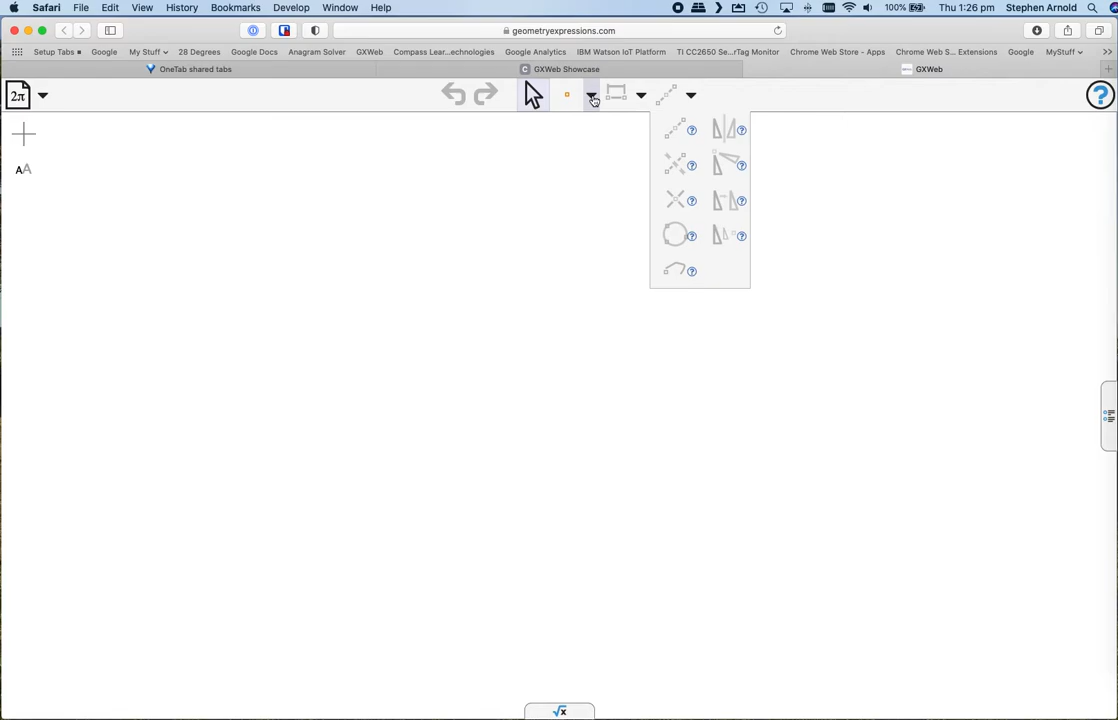 Safari File Edit View History Bookmarks Develop Window Help 100% Thu 1:26 pm Stephen Arnold
geometryexpressions.com
Setup Tabs Google My Stuff 28 Degrees Google Docs Anagram Solver GXWeb Compass Lear...echnologies Google Analytics IBM Watson IoT Platform TI CC2650 Se...rTag Monitor Chrome Web Store - Apps Chrome Web S... Extensions Google MyStuff >>
OneTab shared tabs C GXWeb Showcase GXWeb
2π ?
? ?
AA ? ?
? ?
? ?
?
√x